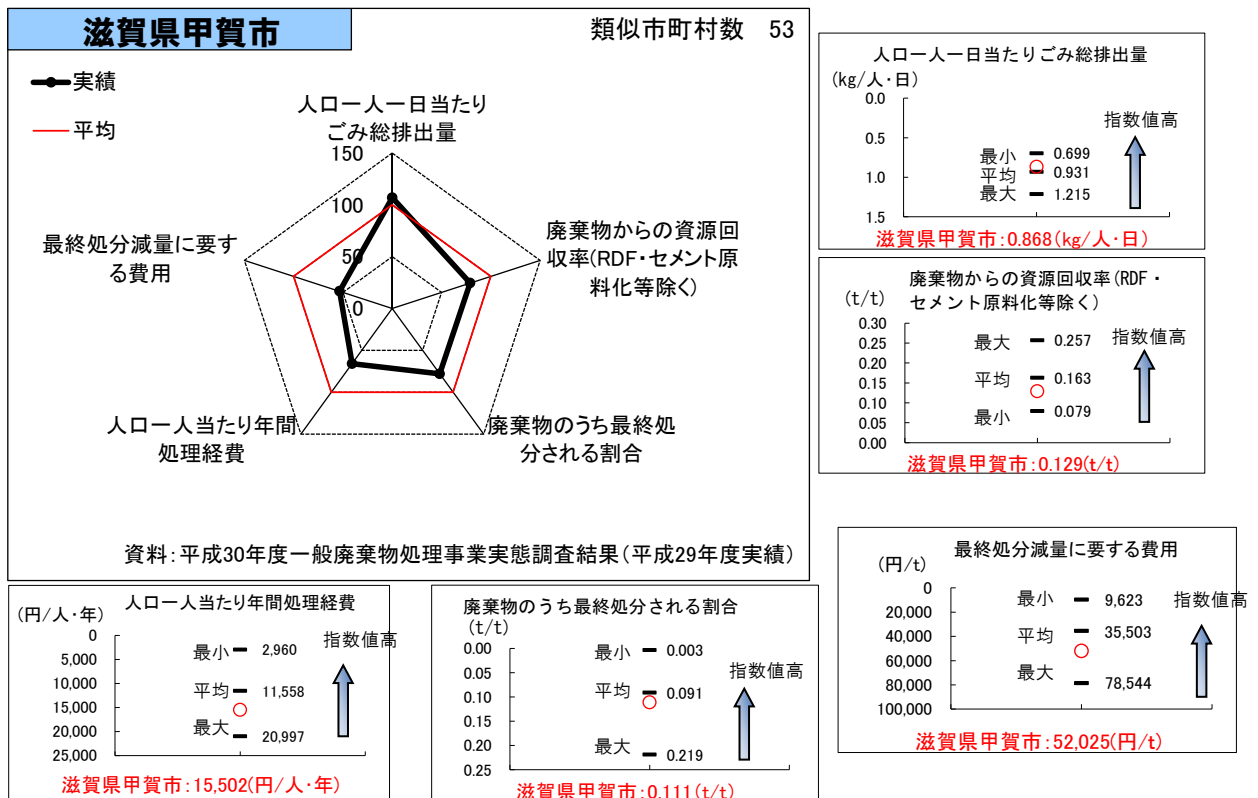 滋賀県甲賀市
類似市町村数 53
実績
平均
人口一人一日当たり
ごみ総排出量
廃棄物からの資源回
収率(RDF・セメント原
料化等除く)
廃棄物のうち最終処
分される割合
人口一人当たり年間
処理経費
最終処分減量に要す
る費用
150
100
50
0
資料:平成30年度一般廃棄物処理事業実態調査結果(平成29年度実績)
人口一人一日当たりごみ総排出量
(kg/人・日)
0.0
0.5
1.0
1.5
最小 0.699
平均 0.931
最大 1.215
指数値高
滋賀県甲賀市:0.868(kg/人・日)
廃棄物からの資源回収率(RDF・
セメント原料化等除く)
(t/t)
0.30
0.25
0.20
0.15
0.10
0.05
0.00
最大 0.257
平均 0.163
最小 0.079
指数値高
滋賀県甲賀市:0.129(t/t)
人口一人当たり年間処理経費
(円/人・年)
0
5,000
10,000
15,000
20,000
25,000
最小 2,960
平均 11,558
最大 20,997
指数値高
滋賀県甲賀市:15,502(円/人・年)
廃棄物のうち最終処分される割合
(t/t)
0.00
0.05
0.10
0.15
0.20
0.25
最小 0.003
平均 0.091
最大 0.219
指数値高
滋賀県甲賀市:0.111(t/t)
最終処分減量に要する費用
(円/t)
0
20,000
40,000
60,000
80,000
100,000
最小 9,623
平均 35,503
最大 78,544
指数値高
滋賀県甲賀市:52,025(円/t)